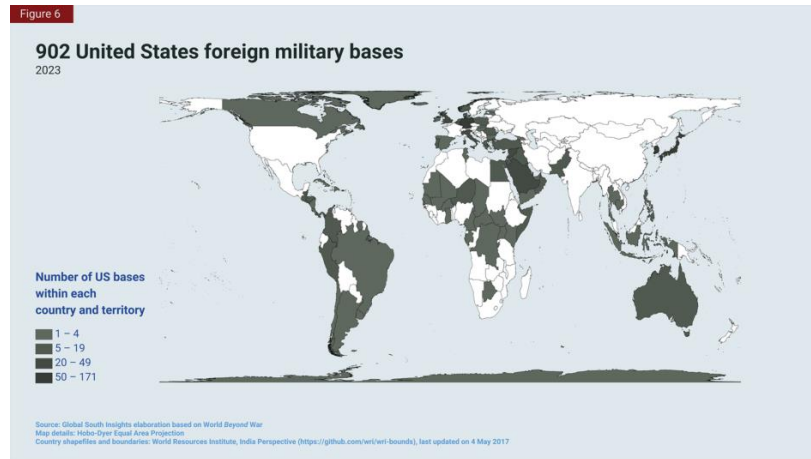 Figure 6
902 United States foreign military bases
2023
Number of US bases
within each
country and territory
1 – 4
5 – 19
20 – 49
50 – 171
Source: Global South Insights elaboration based on World Beyond War
Map details: Hobo-Dyer Equal Area Projection
Country shapefiles and boundaries: World Resources Institute, India Perspective (https://github.com/wri/wri-bounds), last updated on 4 May 2017